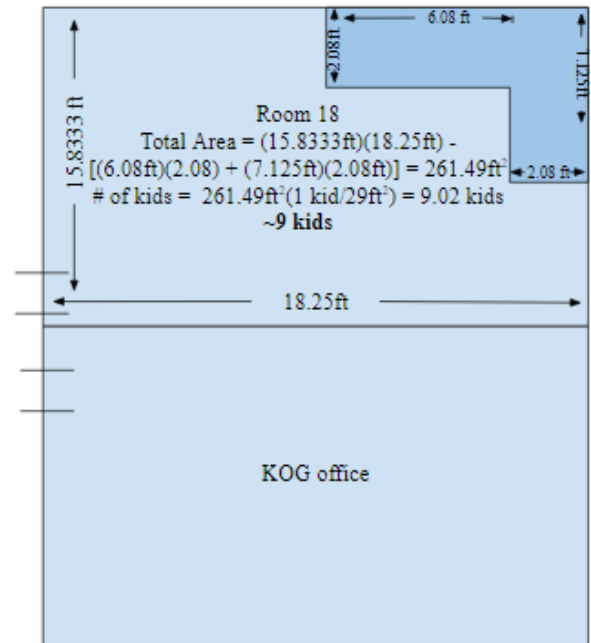 6.08 ft
2.08ft
7.125ft
15.8333 ft
Room 18
Total Area = (15.8333ft)(18.25ft) -
[(6.08ft)(2.08) + (7.125ft)(2.08ft)] = 261.49ft²
2.08 ft
# of kids = 261.49ft²(1 kid/29ft²) = 9.02 kids
~9 kids
18.25ft
KOG office